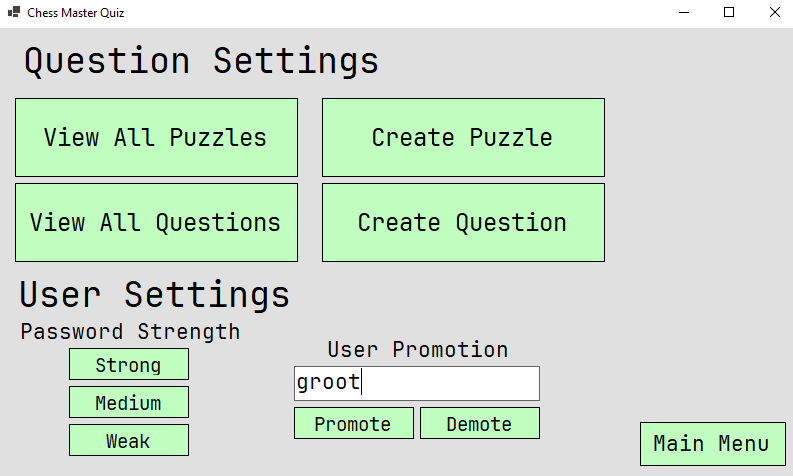 Chess Master Quiz
Question Settings
View All Puzzles
Create Puzzle
View All Questions
Create Question
User Settings
Password Strength
Strong
Medium
Weak
User Promotion
groot
Promote
Demote
Main Menu